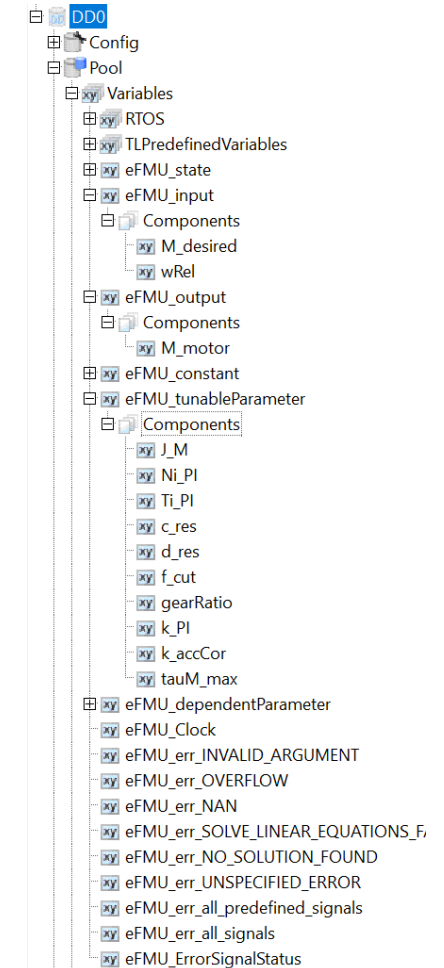 DD0
Config
Pool
Variables
RTOS
TLPredefinedVariables
eFMU_state
eFMU_input
Components
M_desired
wRel
eFMU_output
Components
M_motor
eFMU_constant
eFMU_tunableParameter
Components
J_M
Ni_PI
Ti_PI
c_res
d_res
f_cut
gearRatio
k_PI
k_accCor
tauM_max
eFMU_dependentParameter
eFMU_Clock
eFMU_err_INVALID_ARGUMENT
eFMU_err_OVERFLOW
eFMU_err_NAN
eFMU_err_SOLVE_LINEAR_EQUATIONS_FA
eFMU_err_NO_SOLUTION_FOUND
eFMU_err_UNSPECIFIED_ERROR
eFMU_err_all_predefined_signals
eFMU_err_all_signals
eFMU_ErrorSignalStatus